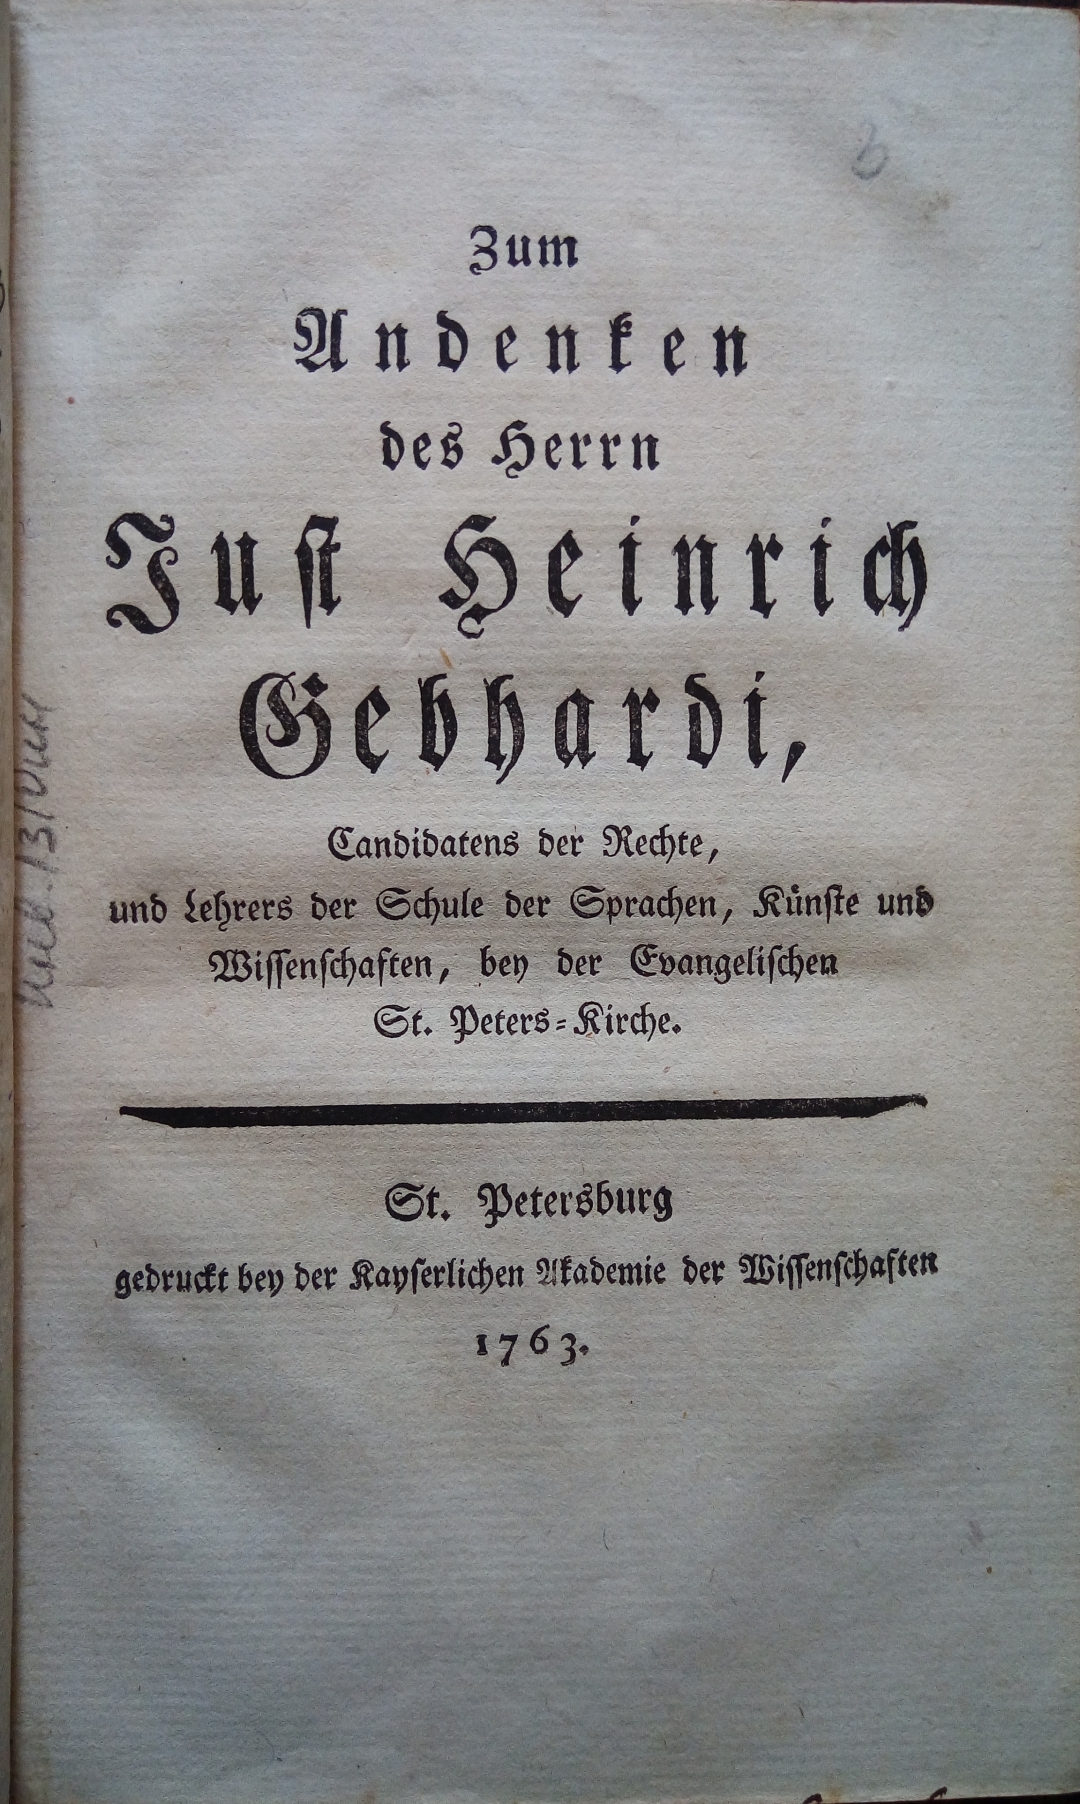 Zum
Andenken
des Herrn
Juſt Heinrich
Gebhardi,
Candidatens der Rechte,
und Lehrers der Schule der Sprachen, Künſte und
Wiſſenſchaften, bey der Evangeliſchen
St. Peters-Kirche.
St. Petersburg
gedruckt bey der Kayſerlichen Akademie der Wiſſenſchaften
1763.